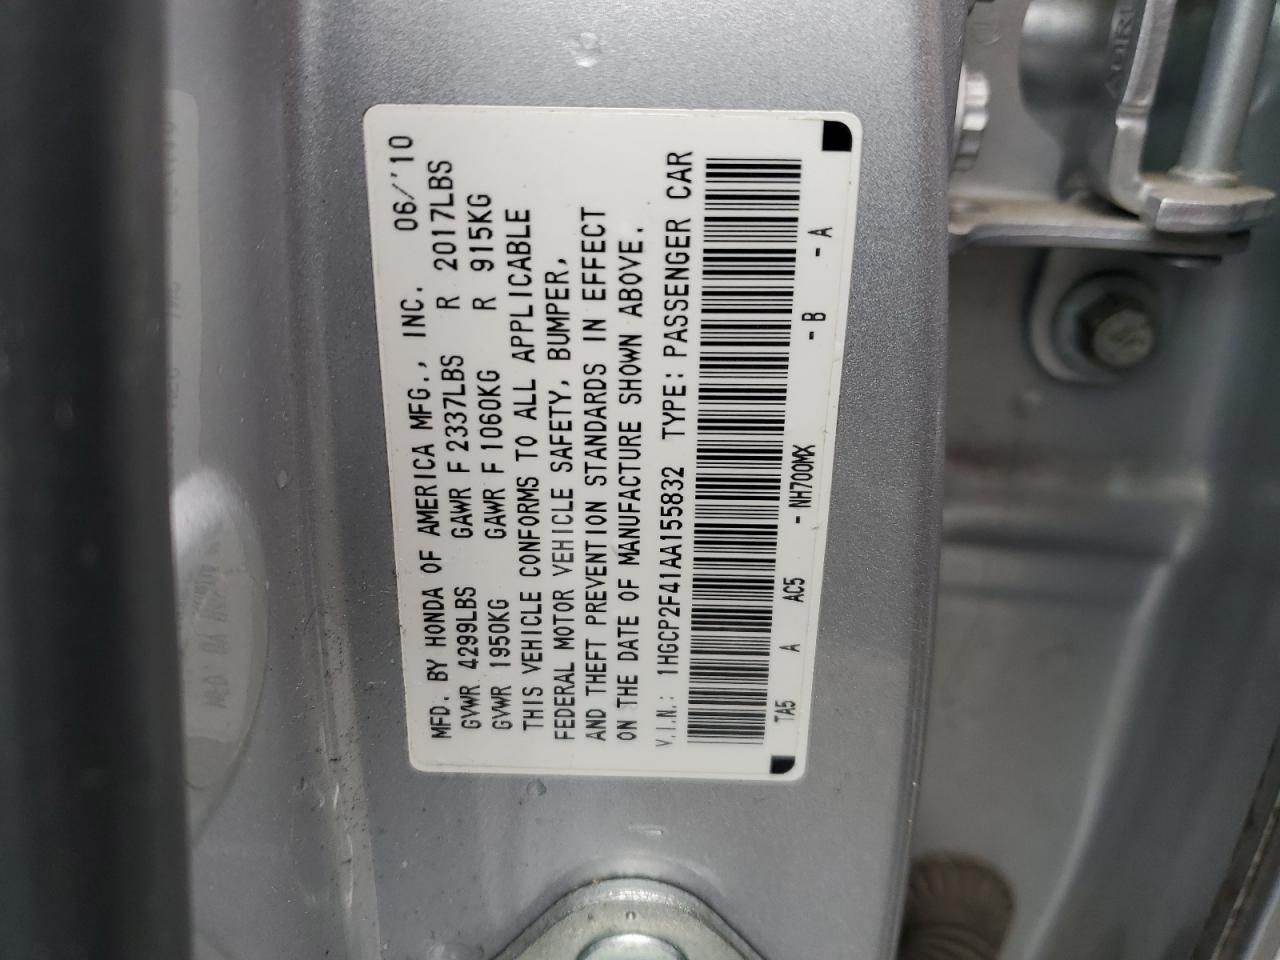 MFD. BY HONDA OF AMERICA MFG., INC. 06/'10
GVWR 4299LBS GAWR F 2337LBS R 2017LBS
GVWR 1950KG GAWR F 1060KG R 915KG
THIS VEHICLE CONFORMS TO ALL APPLICABLE
FEDERAL MOTOR VEHICLE SAFETY, BUMPER,
AND THEFT PREVENTION STANDARDS IN EFFECT
ON THE DATE OF MANUFACTURE SHOWN ABOVE.
V.I.N.: 1HGCP2F41AA155832 TYPE: PASSENGER CAR
TA5 A AC5 - NH700MX - B - A